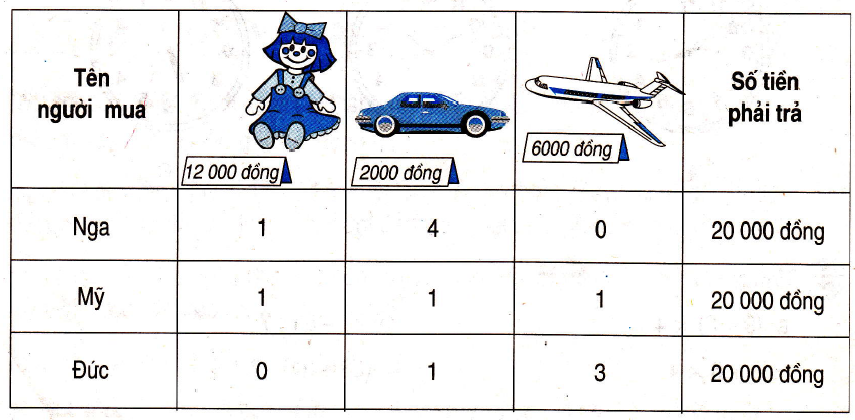 Tên
người mua
12 000 đồng
2000 đồng
6000 đồng
Số tiền
phải trả
Nga 1 4 0 20 000 đồng
Mỹ 1 1 1 20 000 đồng
Đức 0 1 3 20 000 đồng